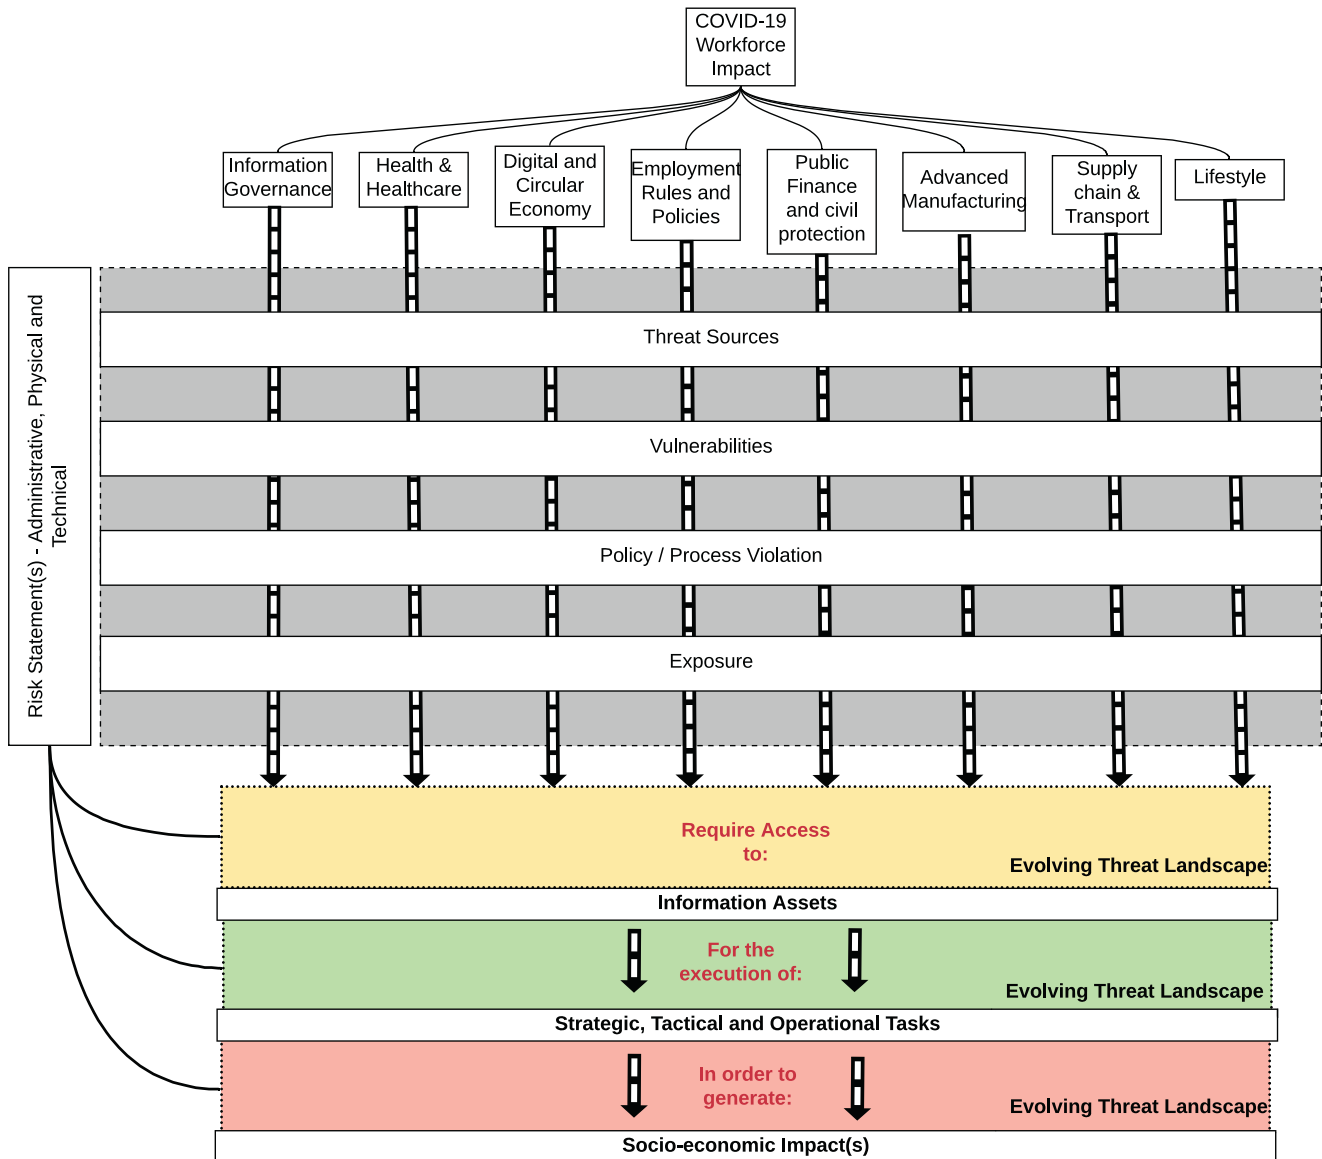 COVID-19
Workforce
Impact
Information
Governance
Health &
Healthcare
Digital and
Circular
Economy
Employment
Rules and
Policies
Public
Finance
and civil
protection
Advanced
Manufacturing
Supply
chain &
Transport
Lifestyle
Risk Statement(s) - Administrative, Physical and
Technical
Threat Sources
Vulnerabilities
Policy / Process Violation
Exposure
Require Access
to:
Evolving Threat Landscape
Information Assets
For the
execution of:
Evolving Threat Landscape
Strategic, Tactical and Operational Tasks
In order to
generate:
Evolving Threat Landscape
Socio-economic Impact(s)